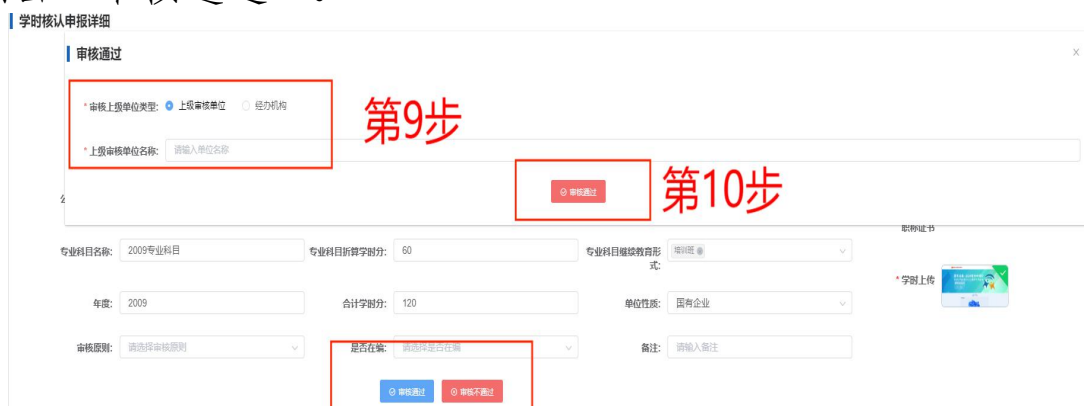 学时核认申报详细
审核通过
*审核上级单位类型: 上级审核单位 经办机构
第9步
*上级审核单位名称: 请输入单位名称
审核通过
第10步
职称证书
专业科目名称: 2009专业科目 专业科目折算学时分: 60 专业科目继续教育形式: 培训班
*学时上传
年度: 2009 合计学时分: 120 单位性质: 国有企业
审核原则: 请选择审核原则 是否在编: 请选择是否在编 备注: 请输入备注
审核通过 审核不通过